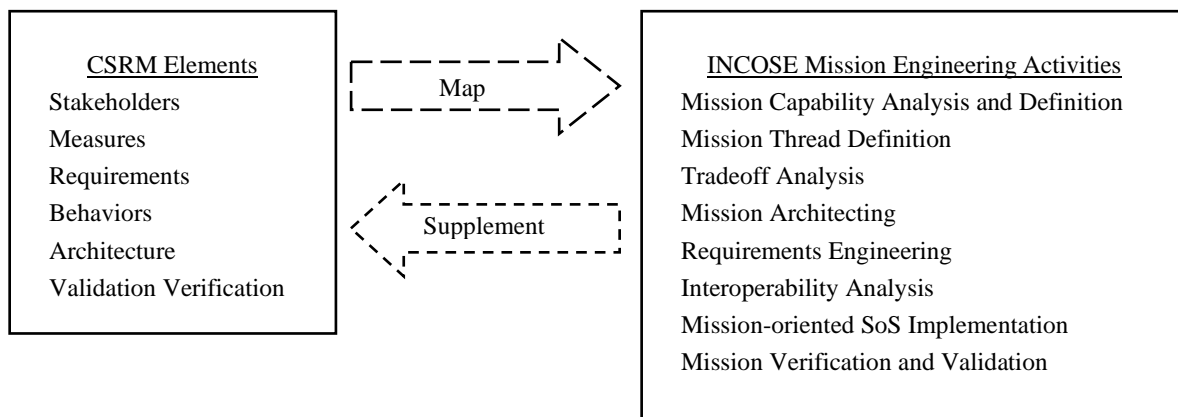 CSRM Elements
Stakeholders
Measures
Requirements
Behaviors
Architecture
Validation Verification
Map
Supplement
INCOSE Mission Engineering Activities
Mission Capability Analysis and Definition
Mission Thread Definition
Tradeoff Analysis
Mission Architecting
Requirements Engineering
Interoperability Analysis
Mission-oriented SoS Implementation
Mission Verification and Validation